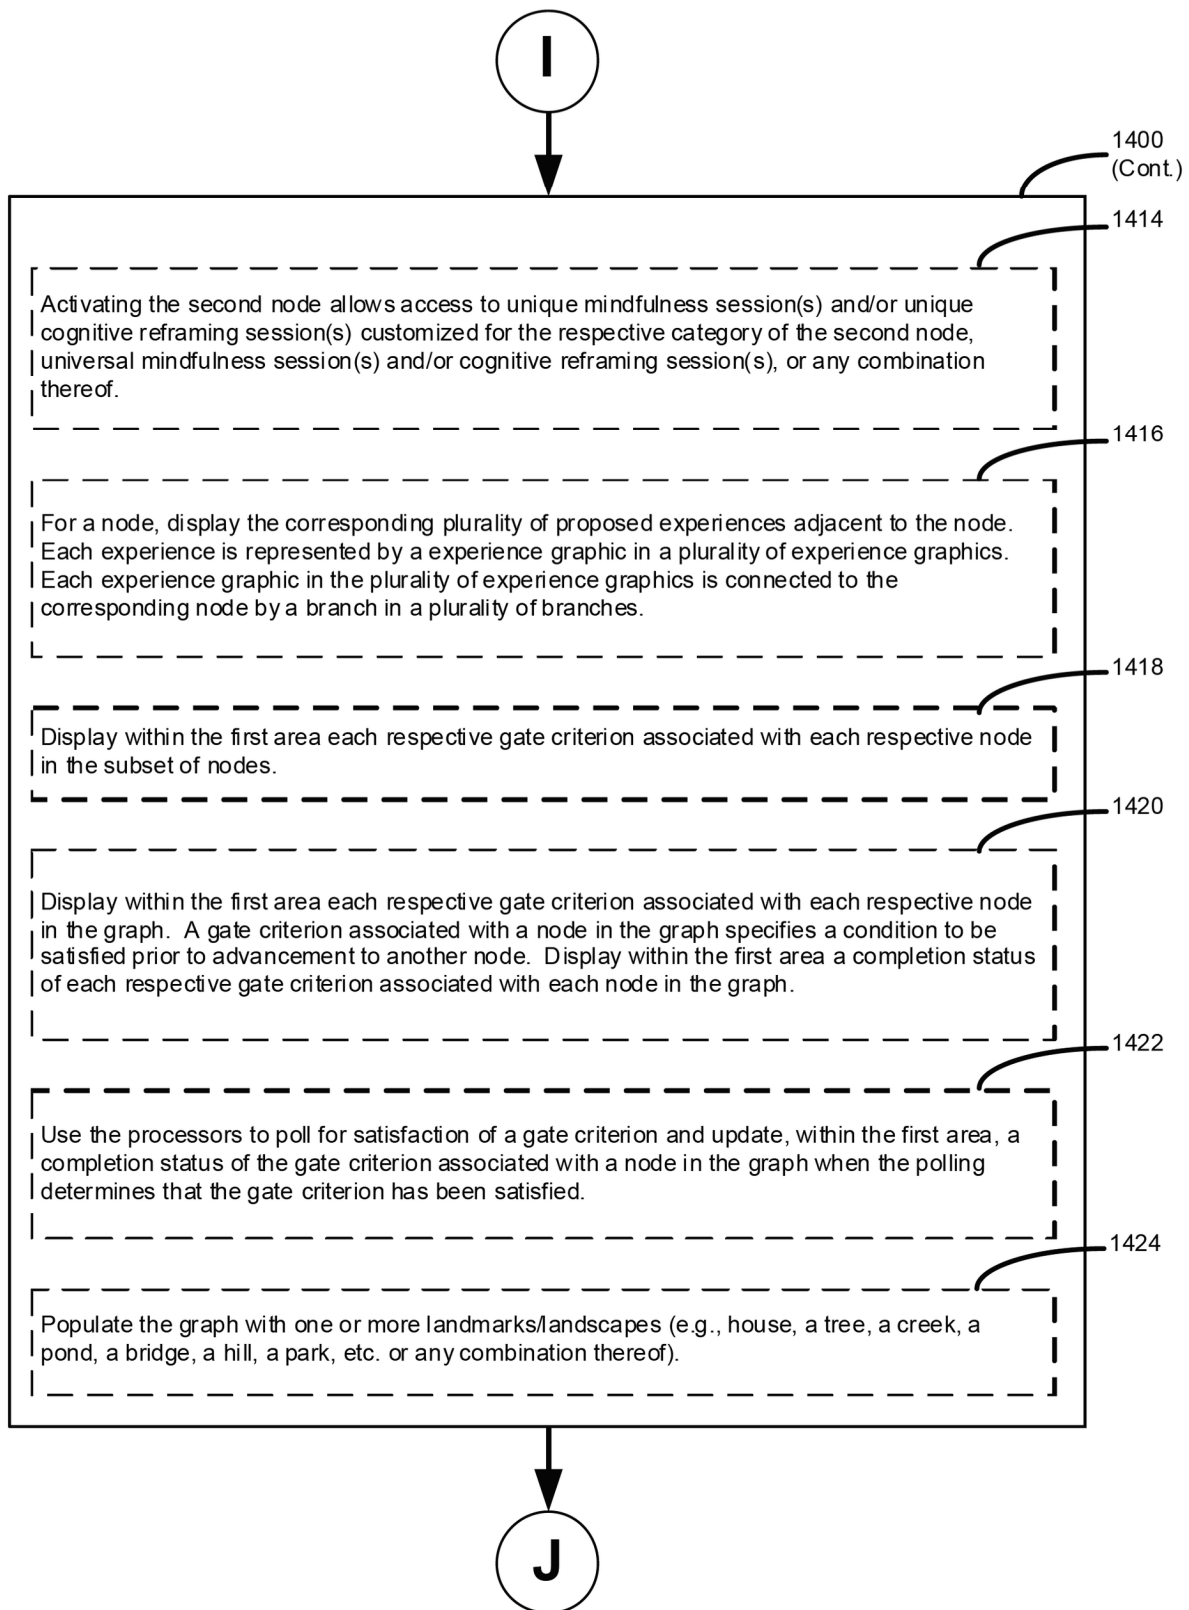 I
1400
(Cont.)
1414
Activating the second node allows access to unique mindfulness session(s) and/or unique
cognitive reframing session(s) customized for the respective category of the second node,
universal mindfulness session(s) and/or cognitive reframing session(s), or any combination
thereof.
1416
For a node, display the corresponding plurality of proposed experiences adjacent to the node.
Each experience is represented by a experience graphic in a plurality of experience graphics.
Each experience graphic in the plurality of experience graphics is connected to the
corresponding node by a branch in a plurality of branches.
1418
Display within the first area each respective gate criterion associated with each respective node
in the subset of nodes.
1420
Display within the first area each respective gate criterion associated with each respective node
in the graph.  A gate criterion associated with a node in the graph specifies a condition to be
satisfied prior to advancement to another node.  Display within the first area a completion status
of each respective gate criterion associated with each node in the graph.
1422
Use the processors to poll for satisfaction of a gate criterion and update, within the first area, a
completion status of the gate criterion associated with a node in the graph when the polling
determines that the gate criterion has been satisfied.
1424
Populate the graph with one or more landmarks/landscapes (e.g., house, a tree, a creek, a
pond, a bridge, a hill, a park, etc. or any combination thereof).
J